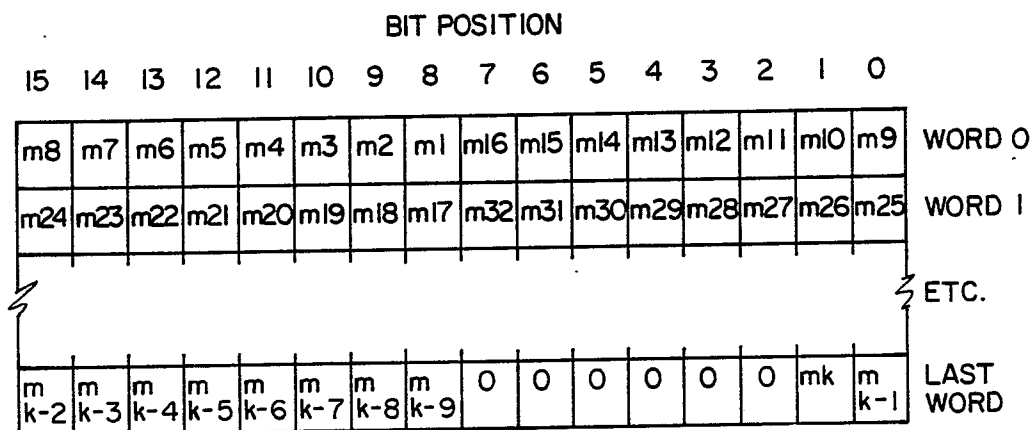 BIT POSITION
15 14 13 12 11 10 9 8 7 6 5 4 3 2 1 0
m8 m7 m6 m5 m4 m3 m2 m1 m16 m15 m14 m13 m12 m11 m10 m9 WORD 0
m24 m23 m22 m21 m20 m19 m18 m17 m32 m31 m30 m29 m28 m27 m26 m25 WORD 1
ETC.
m m m m m m m m 0 0 0 0 0 0 mk m LAST
k-2 k-3 k-4 k-5 k-6 k-7 k-8 k-9 k-1 WORD